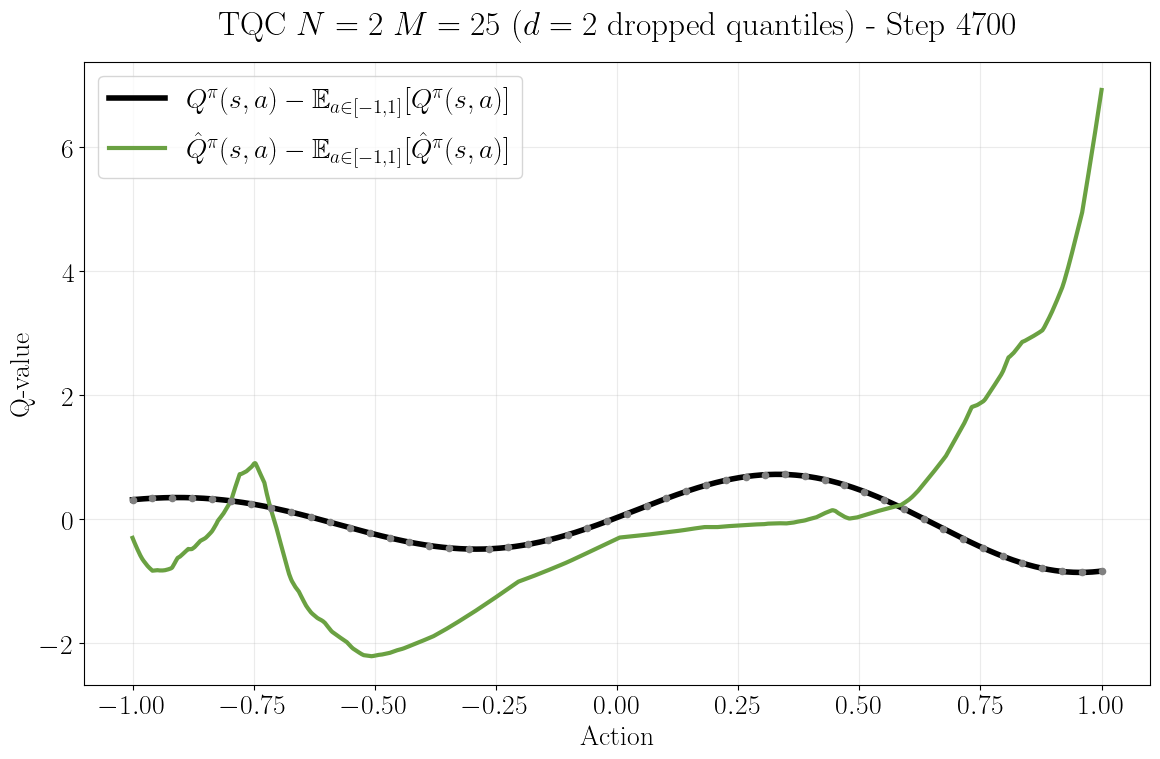 TQC N = 2 M = 25 (d = 2 dropped quantiles) - Step 4700
Q^π(s, a) − 𝔼_{a∈[−1,1]}[Q^π(s, a)]
Q̂^π(s, a) − 𝔼_{a∈[−1,1]}[Q̂^π(s, a)]
6
4
2
0
−2
Q-value
−1.00 −0.75 −0.50 −0.25 0.00 0.25 0.50 0.75 1.00
Action